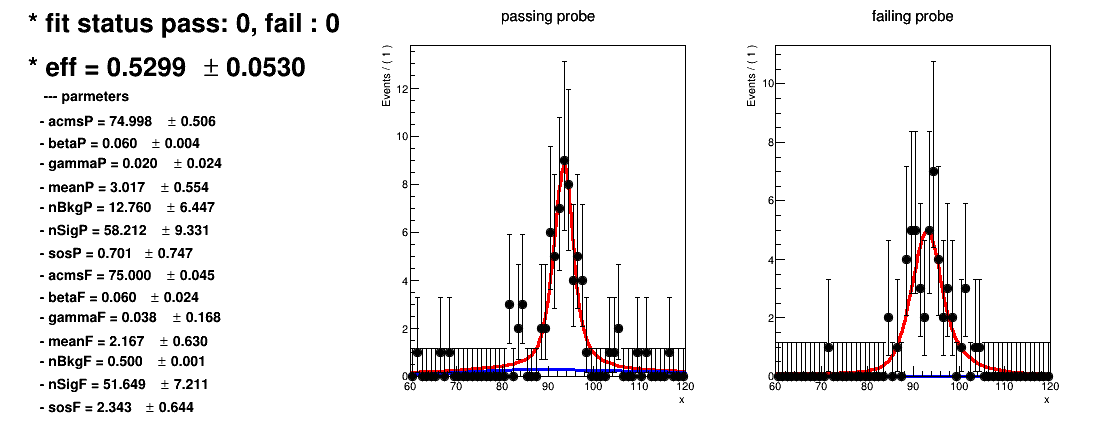 * fit status pass: 0, fail : 0
* eff = 0.5299 ± 0.0530
--- parmeters
- acmsP = 74.998 ± 0.506
- betaP = 0.060 ± 0.004
- gammaP = 0.020 ± 0.024
- meanP = 3.017 ± 0.554
- nBkgP = 12.760 ± 6.447
- nSigP = 58.212 ± 9.331
- sosP = 0.701 ± 0.747
- acmsF = 75.000 ± 0.045
- betaF = 0.060 ± 0.024
- gammaF = 0.038 ± 0.168
- meanF = 2.167 ± 0.630
- nBkgF = 0.500 ± 0.001
- nSigF = 51.649 ± 7.211
- sosF = 2.343 ± 0.644
passing probe
Events / ( 1 )
12
10
8
6
4
2
0
60 70 80 90 100 110 120
x
failing probe
Events / ( 1 )
10
8
6
4
2
0
60 70 80 90 100 110 120
x